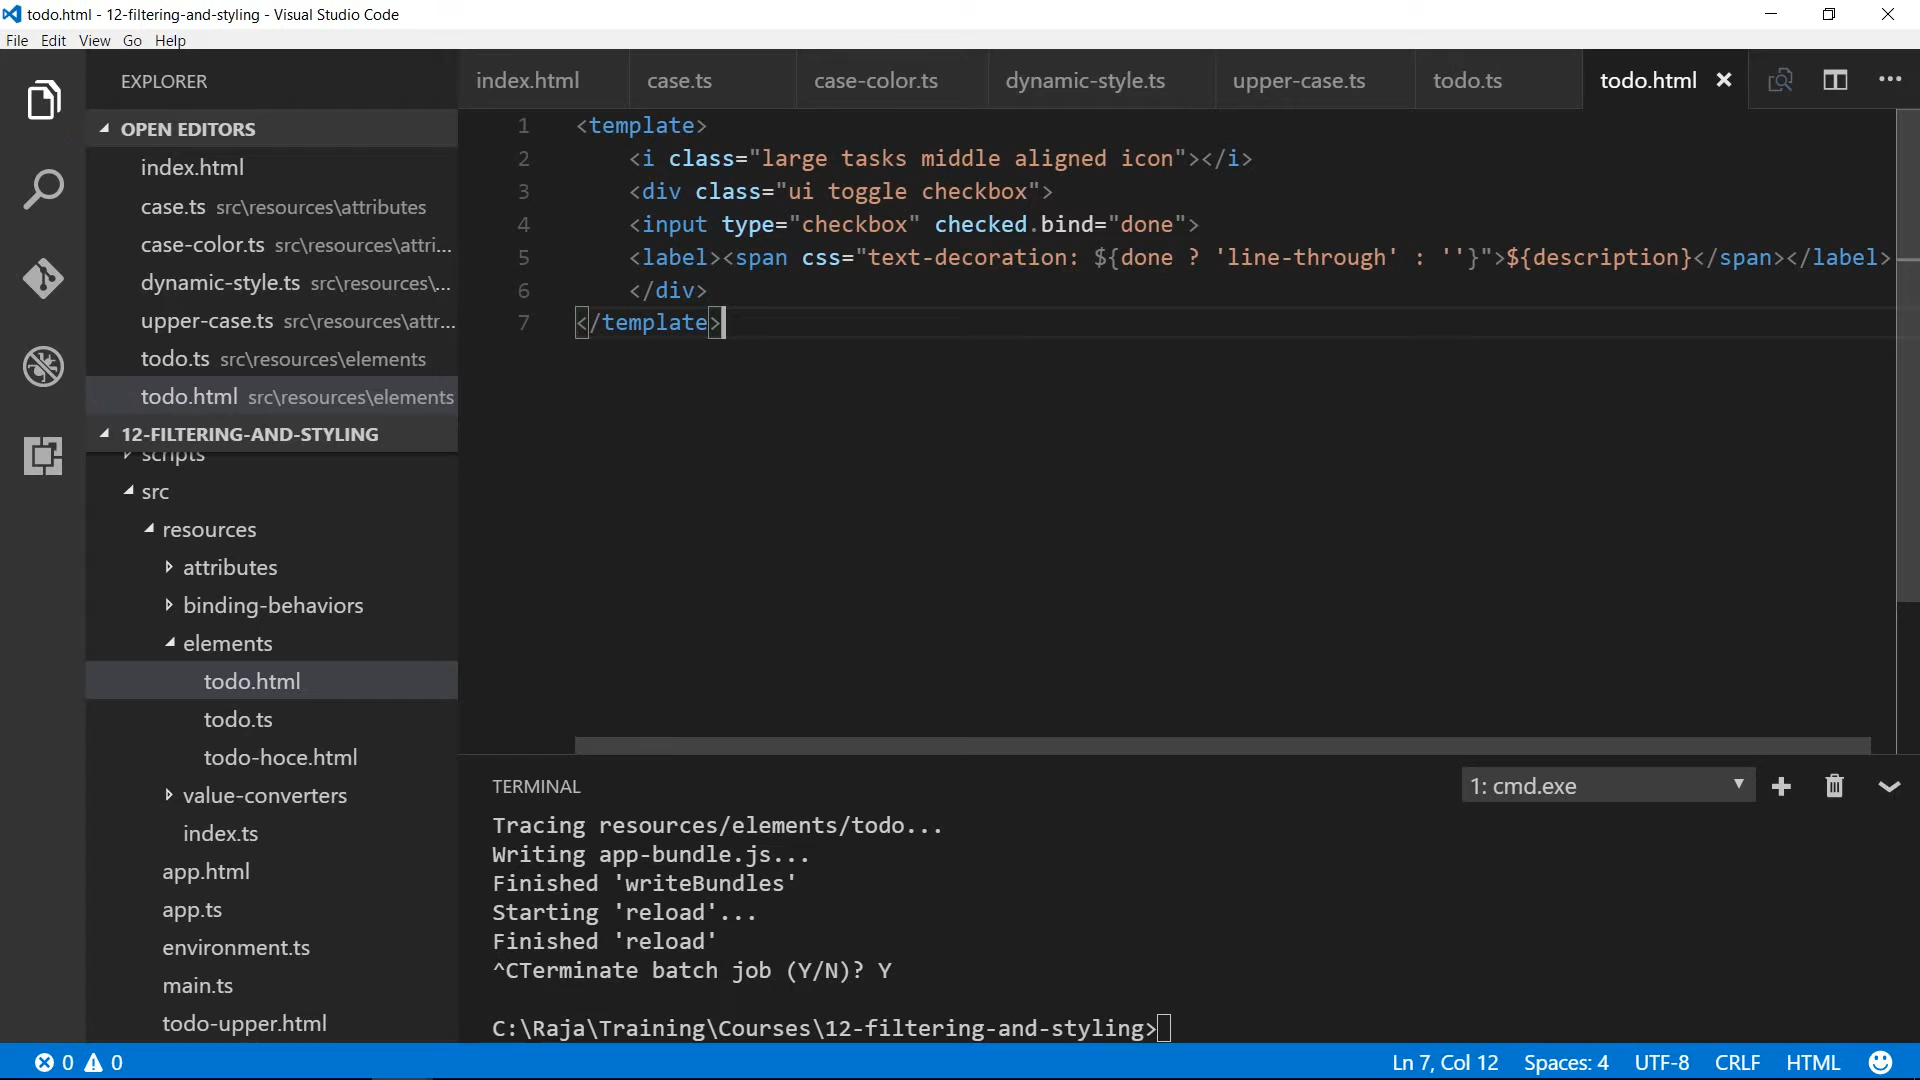 todo.html - 12-filtering-and-styling - Visual Studio Code
File Edit View Go Help
EXPLORER
OPEN EDITORS
index.html
case.ts src\resources\attributes
case-color.ts src\resources\attri...
dynamic-style.ts src\resources\...
upper-case.ts src\resources\attr...
todo.ts src\resources\elements
todo.html src\resources\elements
12-FILTERING-AND-STYLING
scripts
src
resources
attributes
binding-behaviors
elements
todo.html
todo.ts
todo-hoce.html
value-converters
index.ts
app.html
app.ts
environment.ts
main.ts
todo-upper.html
index.html case.ts case-color.ts dynamic-style.ts upper-case.ts todo.ts todo.html
1 <template>
2 <i class="large tasks middle aligned icon"></i>
3 <div class="ui toggle checkbox">
4 <input type="checkbox" checked.bind="done">
5 <label><span css="text-decoration: ${done ? 'line-through' : ''}">${description}</span></label>
6 </div>
7 </template>
TERMINAL
1: cmd.exe
Tracing resources/elements/todo...
Writing app-bundle.js...
Finished 'writeBundles'
Starting 'reload'...
Finished 'reload'
^CTerminate batch job (Y/N)? Y
C:\Raja\Training\Courses\12-filtering-and-styling>
0 0
Ln 7, Col 12 Spaces: 4 UTF-8 CRLF HTML